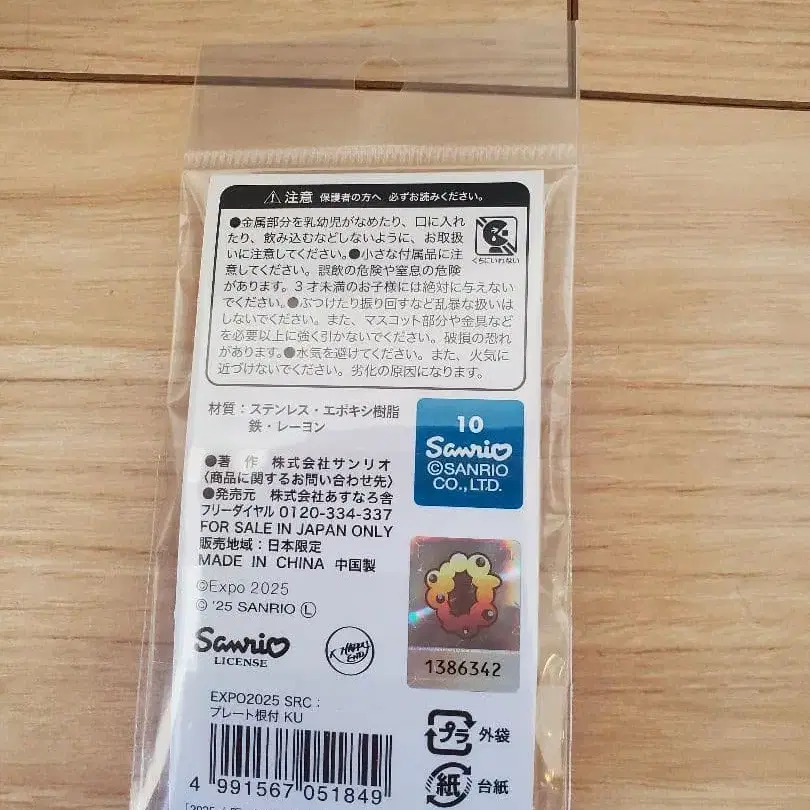 ⚠注意 保護者の方へ 必ずお読みください。
●金属部分を乳幼児がなめたり、口に入れ
たり、飲み込むなどしないように、お取扱
いに注意してください。●小さな付属品に注
意してください。誤飲の危険や窒息の危険
があります。3才未満のお子様には絶対に与えない
でください。●ぶつけたり振り回すなど乱暴な扱いは
しないでください。また、マスコット部分や金具など
を必要以上に強く引かないでください。破損の恐れ
があります。●水気を避けてください。また、火気に
近づけないでください。劣化の原因になります。
くちにいれない
材質：ステンレス・エポキシ樹脂
鉄・レーヨン
10
Sanrio
©SANRIO
CO., LTD.
●著 作 株式会社サンリオ
〈商品に関するお問い合わせ先〉
●発売元 株式会社あすなろ舎
フリーダイヤル 0120-334-337
FOR SALE IN JAPAN ONLY
販売地域：日本限定
MADE IN CHINA 中国製
©Expo 2025
© '25 SANRIO Ⓛ
Sanrio
LICENSE
1386342
EXPO2025 SRC：
プレート根付 KU
4 991567 051849
プラ 外袋
紙 台紙